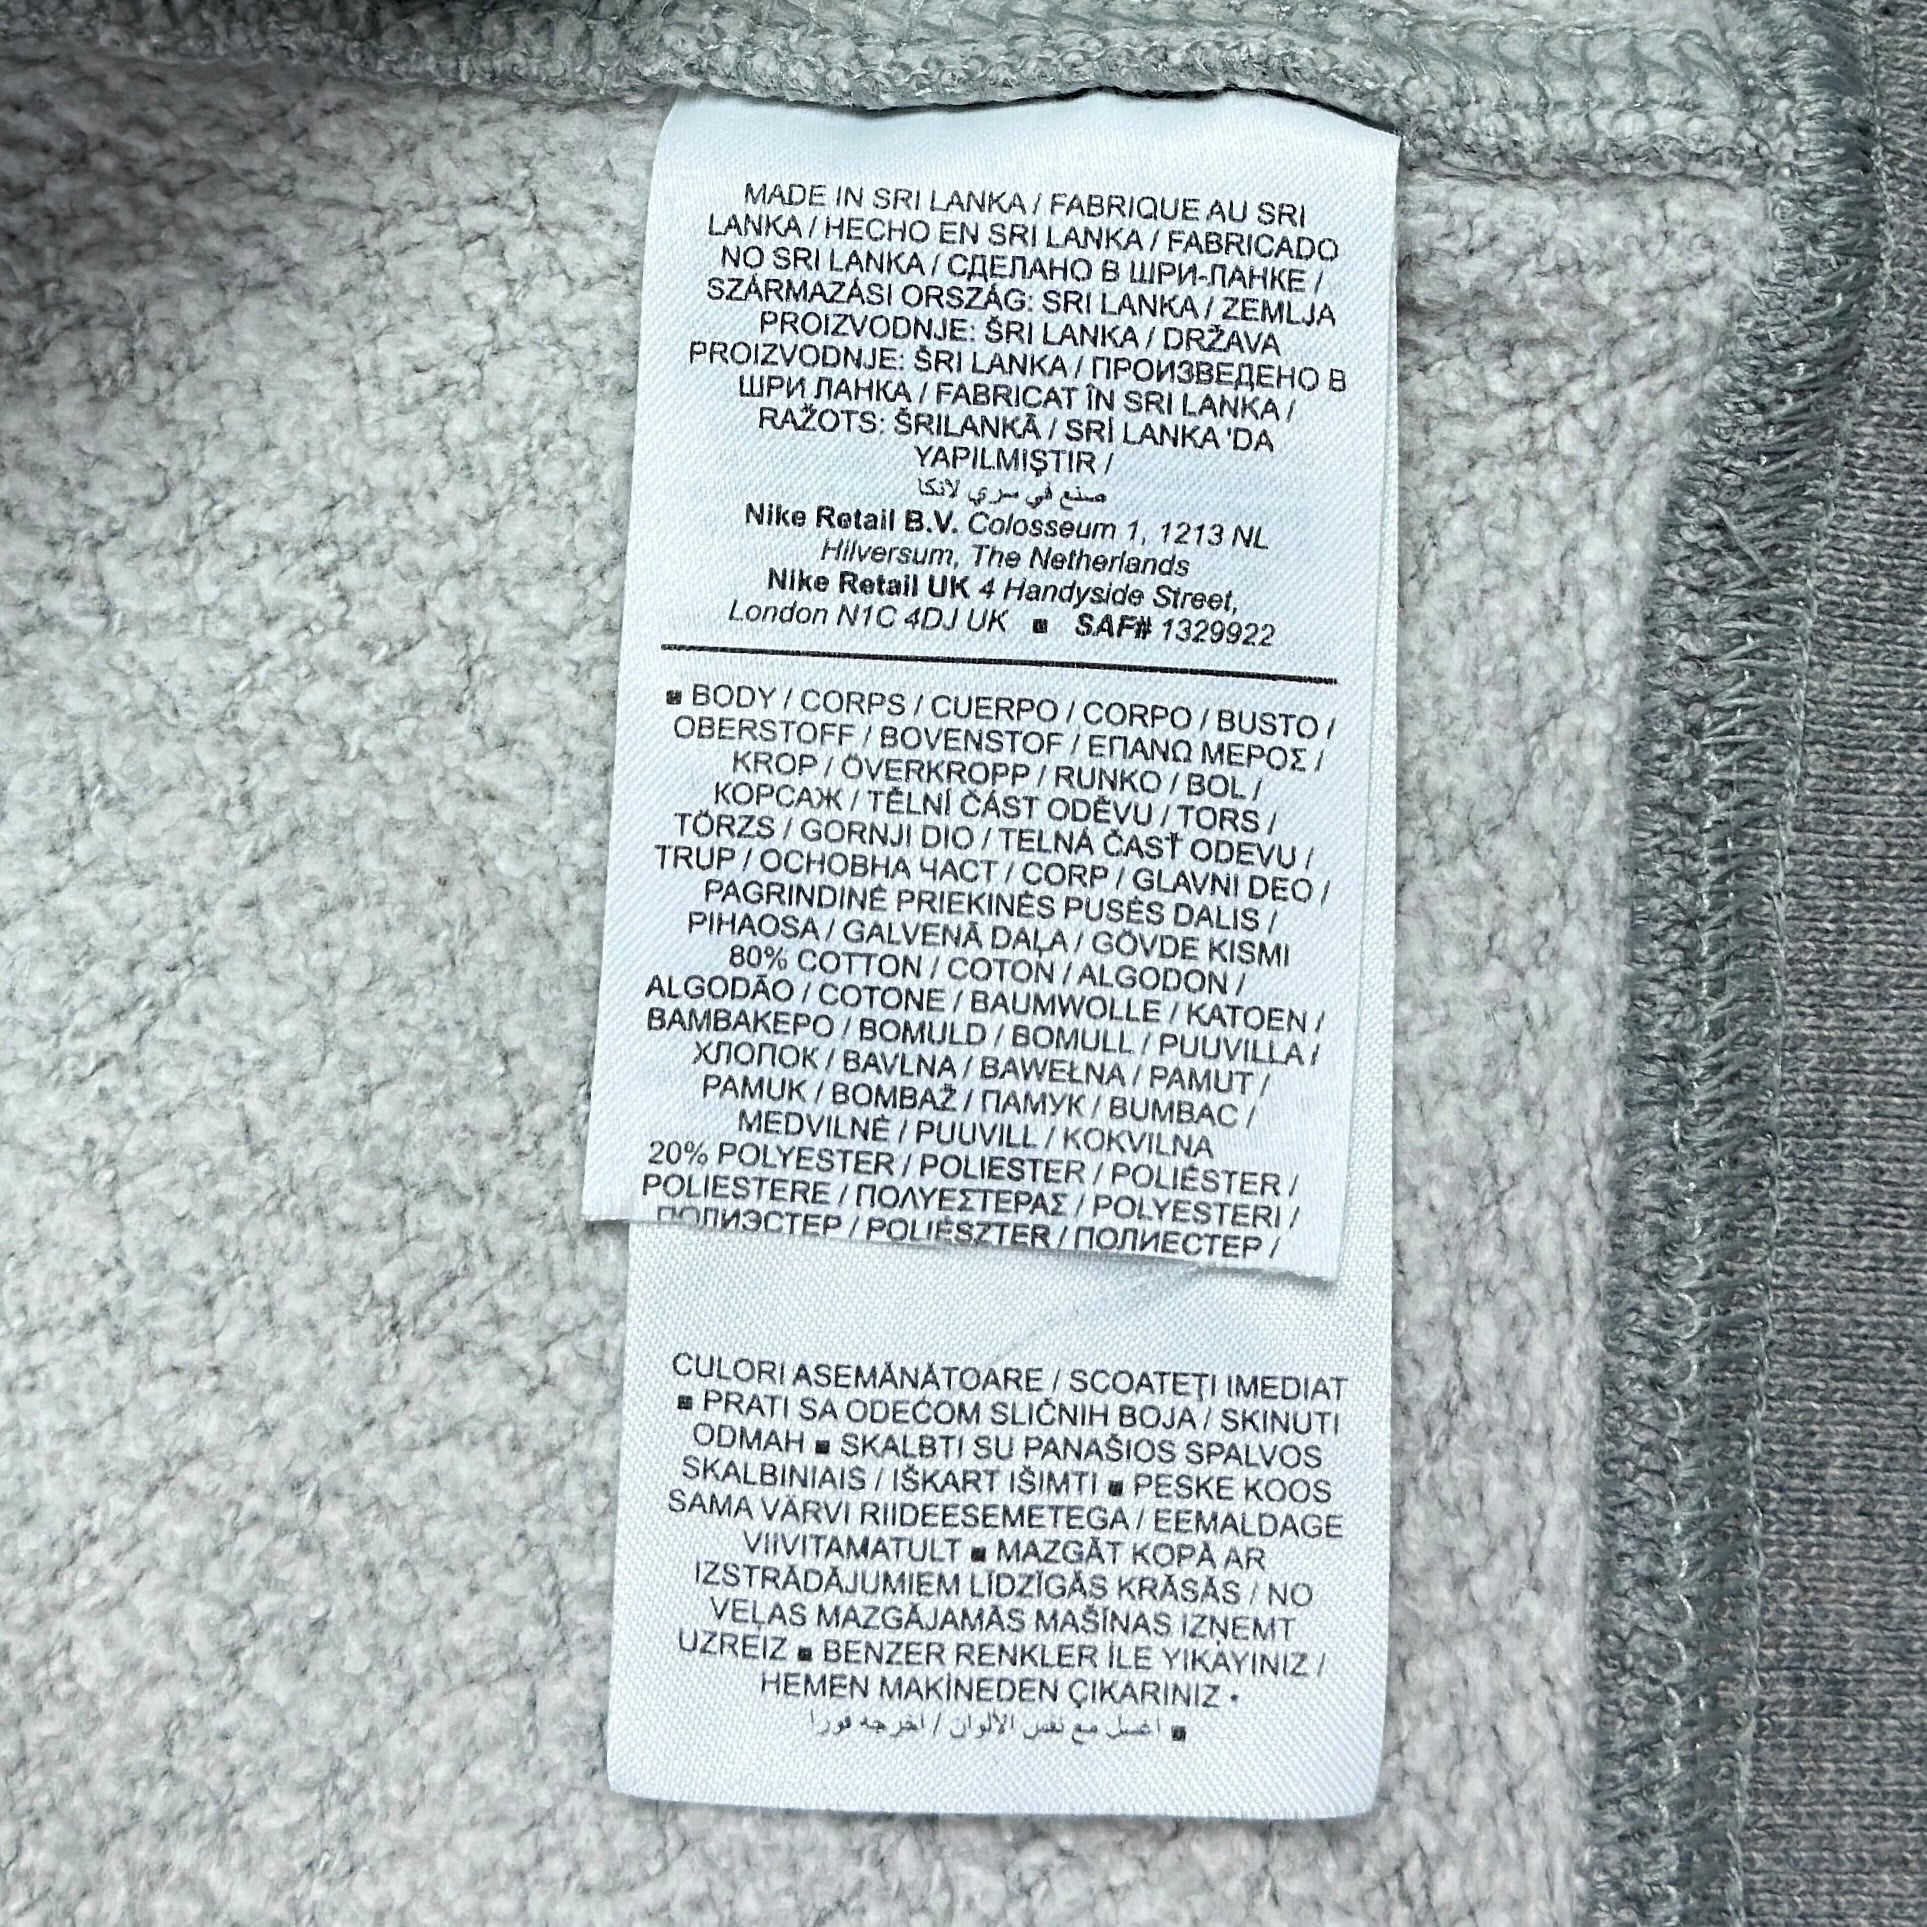 MADE IN SRI LANKA / FABRIQUE AU SRI
LANKA / HECHO EN SRI LANKA / FABRICADO
NO SRI LANKA / СДЕЛАНО В ШРИ-ЛАНКЕ /
SZÁRMAZÁSI ORSZÁG: SRI LANKA / ZEMLJA
PROIZVODNJE: ŠRI LANKA / DRŽAVA
PROIZVODNJE: ŠRI LANKA / ПРОИЗВЕДЕНО В
ШРИ ЛАНКА / FABRICAT ÎN SRI LANKA /
RAŽOTS: ŠRILANKĀ / SRİ LANKA 'DA
YAPILMIŞTIR /
صنع في سري لانكا
Nike Retail B.V. Colosseum 1, 1213 NL
Hilversum, The Netherlands
Nike Retail UK 4 Handyside Street,
London N1C 4DJ UK ■ SAF# 1329922
■ BODY / CORPS / CUERPO / CORPO / BUSTO /
OBERSTOFF / BOVENSTOF / ΕΠΑΝΩ ΜΕΡΟΣ /
KROP / ÖVERKROPP / RUNKO / BOL /
КОРСАЖ / TĚLNÍ ČÁST ODĚVU / TORS /
TÖRZS / GORNJI DIO / TELNÁ ČASŤ ODEVU /
TRUP / ОСНОВНА ЧАСТ / CORP / GLAVNI DEO /
PAGRINDINĖ PRIEKINĖS PUSĖS DALIS /
PIHAOSA / GALVENĀ DAĻA / GÖVDE KISMI
80% COTTON / COTON / ALGODON /
ALGODÃO / COTONE / BAUMWOLLE / KATOEN /
ΒΑΜΒΑΚΕΡΟ / BOMULD / BOMULL / PUUVILLA /
ХЛОПОК / BAVLNA / BAWEŁNA / PAMUT /
PAMUK / BOMBAŽ / ПАМУК / BUMBAC /
MEDVILNĖ / PUUVILL / KOKVILNA
20% POLYESTER / POLIESTER / POLIÉSTER /
POLIESTERE / ΠΟΛΥΕΣΤΕΡΑΣ / POLYESTERI /
ПОЛИЭСТЕР / POLIÉSZTER / ПОЛИЕСТЕР /
CULORI ASEMĂNĂTOARE / SCOATEŢI IMEDIAT
■ PRATI SA ODEĆOM SLIČNIH BOJA / SKINUTI
ODMAH ■ SKALBTI SU PANAŠIOS SPALVOS
SKALBINIAIS / IŠKART IŠIMTI ■ PESKE KOOS
SAMA VÄRVI RIIDEESEMETEGA / EEMALDAGE
VIIVITAMATULT ■ MAZGĀT KOPĀ AR
IZSTRĀDĀJUMIEM LĪDZĪGĀS KRĀSĀS / NO
VEĻAS MAZGĀJAMĀS MAŠĪNAS IZŅEMT
UZREIZ ■ BENZER RENKLER İLE YIKAYINIZ /
HEMEN MAKİNEDEN ÇIKARINIZ •
■ اغسل مع نفس الألوان / اخرجه فورا